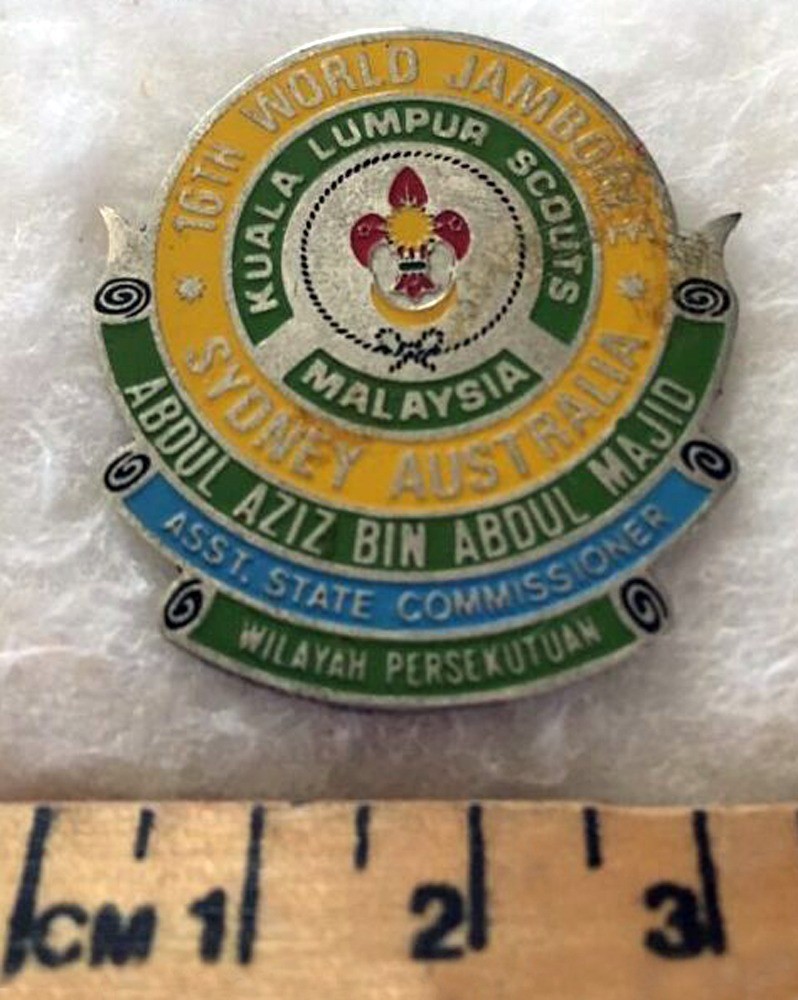 16TH WORLD JAMBOREE
KUALA LUMPUR SCOUTS
MALAYSIA
SYDNEY AUSTRALIA
ABDUL AZIZ BIN ABDUL MAJID
ASST. STATE COMMISSIONER
WILAYAH PERSEKUTUAN
CM 1 2 3